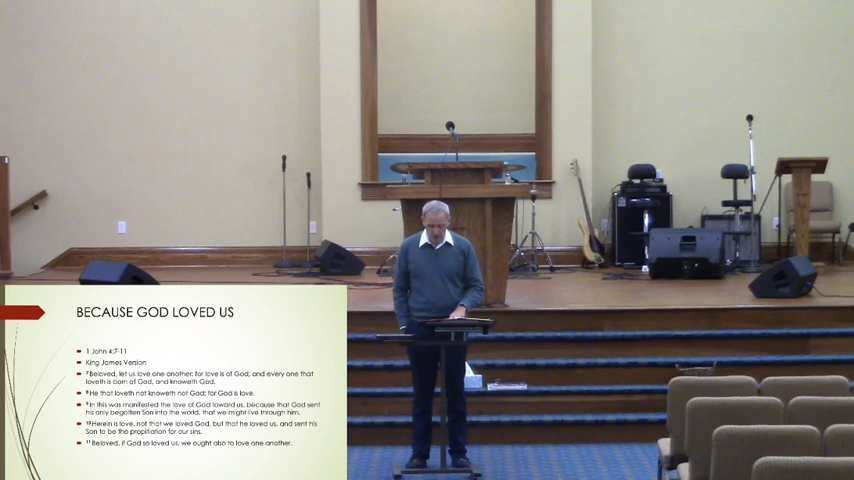 BECAUSE GOD LOVED US
1 John 4:7-11
King James Version
7Beloved, let us love one another: for love is of God; and every one that
loveth is born of God, and knoweth God.
8He that loveth not knoweth not God; for God is love.
9In this was manifested the love of God toward us, because that God sent
his only begotten Son into the world, that we might live through him.
10Herein is love, not that we loved God, but that he loved us, and sent his
Son to be the propitiation for our sins.
11Beloved, if God so loved us, we ought also to love one another.